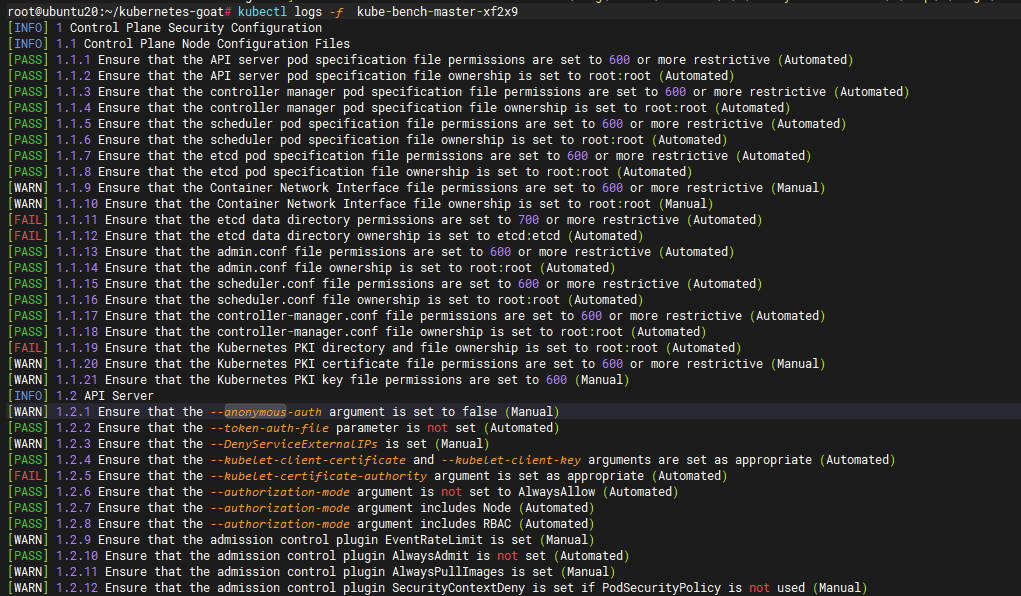 root@ubuntu20:~/kubernetes-goat# kubectl logs -f  kube-bench-master-xf2x9
[INFO] 1 Control Plane Security Configuration
[INFO] 1.1 Control Plane Node Configuration Files
[PASS] 1.1.1 Ensure that the API server pod specification file permissions are set to 600 or more restrictive (Automated)
[PASS] 1.1.2 Ensure that the API server pod specification file ownership is set to root:root (Automated)
[PASS] 1.1.3 Ensure that the controller manager pod specification file permissions are set to 600 or more restrictive (Automated)
[PASS] 1.1.4 Ensure that the controller manager pod specification file ownership is set to root:root (Automated)
[PASS] 1.1.5 Ensure that the scheduler pod specification file permissions are set to 600 or more restrictive (Automated)
[PASS] 1.1.6 Ensure that the scheduler pod specification file ownership is set to root:root (Automated)
[PASS] 1.1.7 Ensure that the etcd pod specification file permissions are set to 600 or more restrictive (Automated)
[PASS] 1.1.8 Ensure that the etcd pod specification file ownership is set to root:root (Automated)
[WARN] 1.1.9 Ensure that the Container Network Interface file permissions are set to 600 or more restrictive (Manual)
[WARN] 1.1.10 Ensure that the Container Network Interface file ownership is set to root:root (Manual)
[FAIL] 1.1.11 Ensure that the etcd data directory permissions are set to 700 or more restrictive (Automated)
[FAIL] 1.1.12 Ensure that the etcd data directory ownership is set to etcd:etcd (Automated)
[PASS] 1.1.13 Ensure that the admin.conf file permissions are set to 600 or more restrictive (Automated)
[PASS] 1.1.14 Ensure that the admin.conf file ownership is set to root:root (Automated)
[PASS] 1.1.15 Ensure that the scheduler.conf file permissions are set to 600 or more restrictive (Automated)
[PASS] 1.1.16 Ensure that the scheduler.conf file ownership is set to root:root (Automated)
[PASS] 1.1.17 Ensure that the controller-manager.conf file permissions are set to 600 or more restrictive (Automated)
[PASS] 1.1.18 Ensure that the controller-manager.conf file ownership is set to root:root (Automated)
[FAIL] 1.1.19 Ensure that the Kubernetes PKI directory and file ownership is set to root:root (Automated)
[WARN] 1.1.20 Ensure that the Kubernetes PKI certificate file permissions are set to 600 or more restrictive (Manual)
[WARN] 1.1.21 Ensure that the Kubernetes PKI key file permissions are set to 600 (Manual)
[INFO] 1.2 API Server
[WARN] 1.2.1 Ensure that the --anonymous-auth argument is set to false (Manual)
[PASS] 1.2.2 Ensure that the --token-auth-file parameter is not set (Automated)
[WARN] 1.2.3 Ensure that the --DenyServiceExternalIPs is set (Manual)
[PASS] 1.2.4 Ensure that the --kubelet-client-certificate and --kubelet-client-key arguments are set as appropriate (Automated)
[FAIL] 1.2.5 Ensure that the --kubelet-certificate-authority argument is set as appropriate (Automated)
[PASS] 1.2.6 Ensure that the --authorization-mode argument is not set to AlwaysAllow (Automated)
[PASS] 1.2.7 Ensure that the --authorization-mode argument includes Node (Automated)
[PASS] 1.2.8 Ensure that the --authorization-mode argument includes RBAC (Automated)
[WARN] 1.2.9 Ensure that the admission control plugin EventRateLimit is set (Manual)
[PASS] 1.2.10 Ensure that the admission control plugin AlwaysAdmit is not set (Automated)
[WARN] 1.2.11 Ensure that the admission control plugin AlwaysPullImages is set (Manual)
[WARN] 1.2.12 Ensure that the admission control plugin SecurityContextDeny is set if PodSecurityPolicy is not used (Manual)